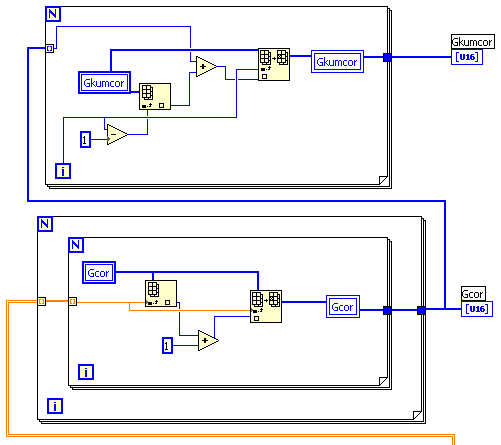 N
Gkumcor
[U16]
Gkumcor
Gkumcor
+
1
-
i
N
N
Gcor
Gcor
[U16]
Gcor
1
+
i
i